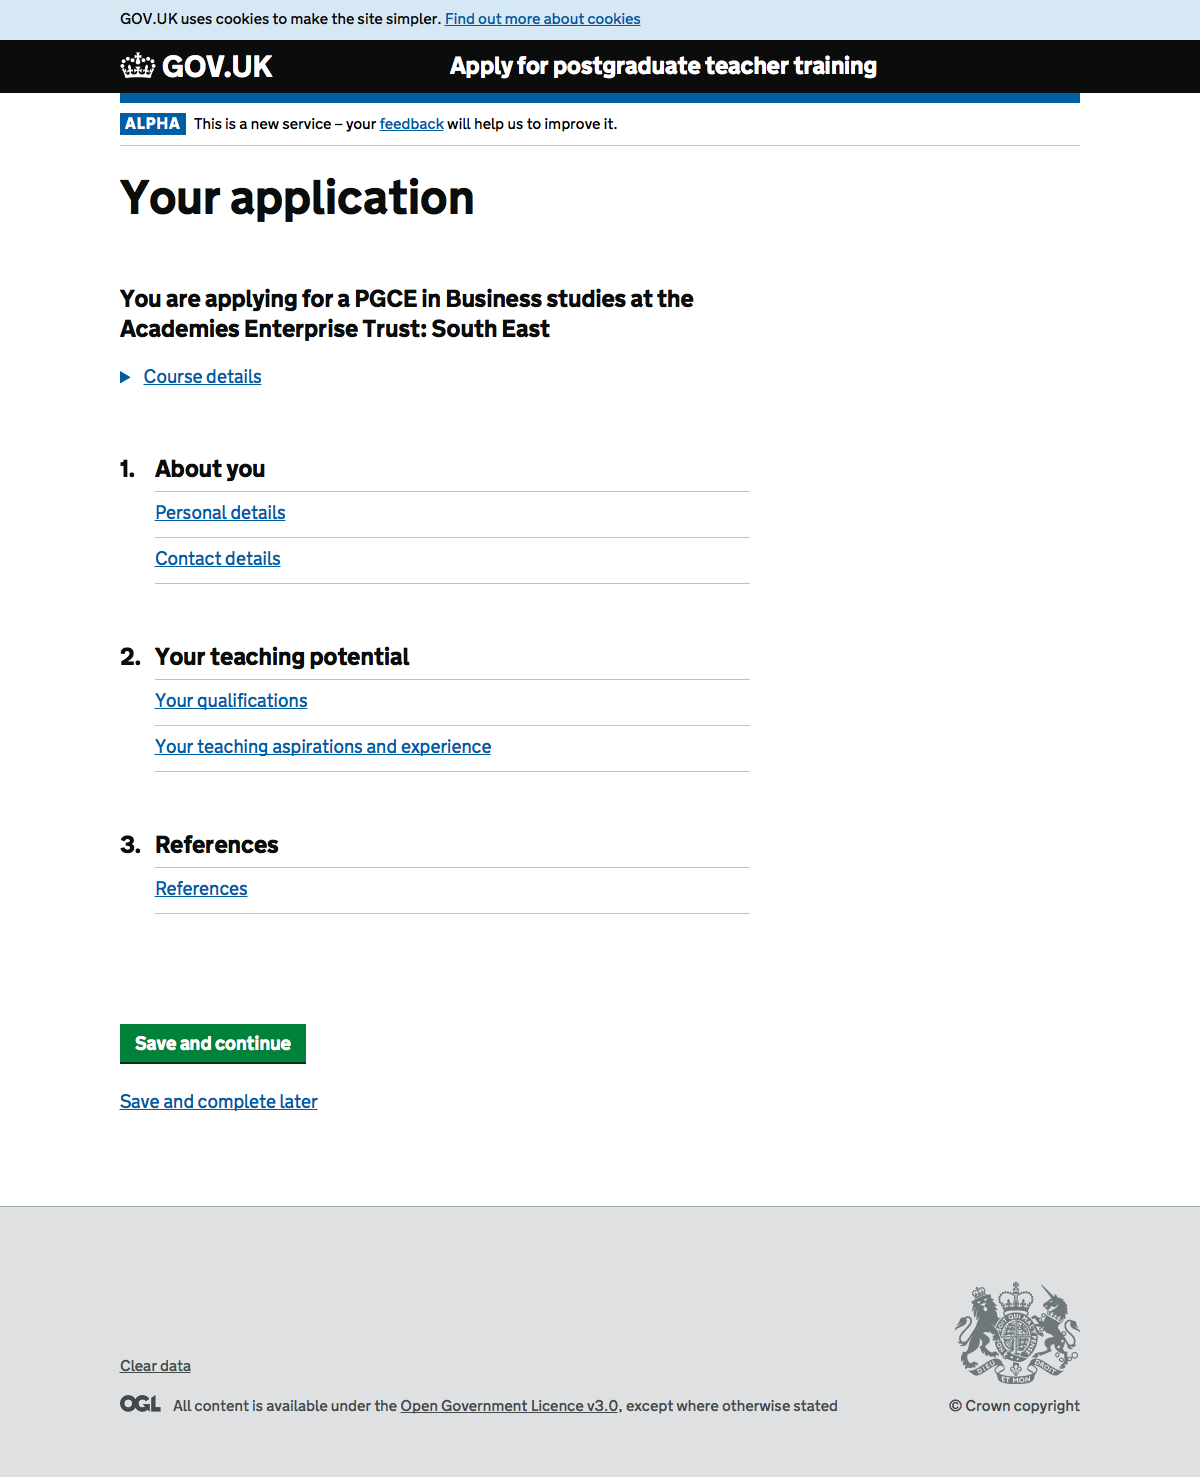 GOV.UK uses cookies to make the site simpler. Find out more about cookies
GOV.UK
Apply for postgraduate teacher training
ALPHA This is a new service – your feedback will help us to improve it.
Your application
You are applying for a PGCE in Business studies at the
Academies Enterprise Trust: South East
Course details
1. About you
Personal details
Contact details
2. Your teaching potential
Your qualifications
Your teaching aspirations and experience
3. References
References
Save and continue
Save and complete later
Clear data
DIEU ET MON DROIT
OGL All content is available under the Open Government Licence v3.0, except where otherwise stated
© Crown copyright